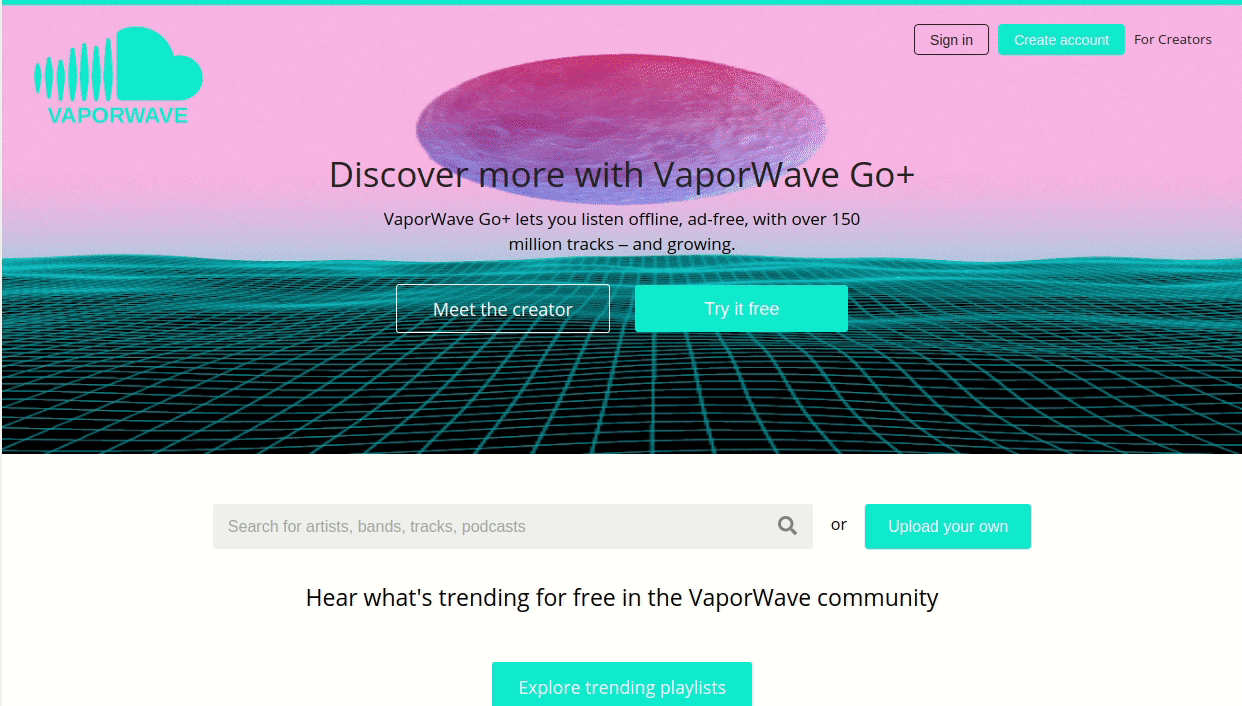 Sign in
Create account
For Creators
VAPORWAVE
Discover more with VaporWave Go+
VaporWave Go+ lets you listen offline, ad-free, with over 150
million tracks – and growing.
Meet the creator
Try it free
Search for artists, bands, tracks, podcasts
or
Upload your own
Hear what's trending for free in the VaporWave community
Explore trending playlists